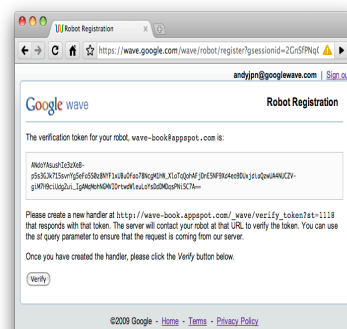 Robot Registration
https://wave.google.com/wave/robot/register?gsessionid=2GnSfPNq
andyjpn@googlewave.com | Sign ou
Google wave
Robot Registration
The verification token for your robot, wave-book@appspot.com is:
Please create a new handler at http://wave-book.appspot.com/_wave/verify_token?st=1118
that responds with that token. The server will contact your robot at that URL to verify the token. You can use
the st query parameter to ensure that the request is coming from our server.
Once you have created the handler, please click the Verify button below.
Verify
©2009 Google - Home - Terms - Privacy Policy